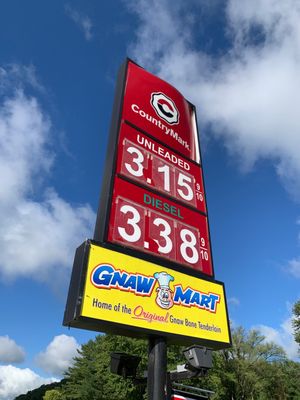 CountryMark
UNLEADED
3.15 9/10
DIESEL
3.38 9/10
GNAW MART
Home of the Original Gnaw Bone Tenderloin